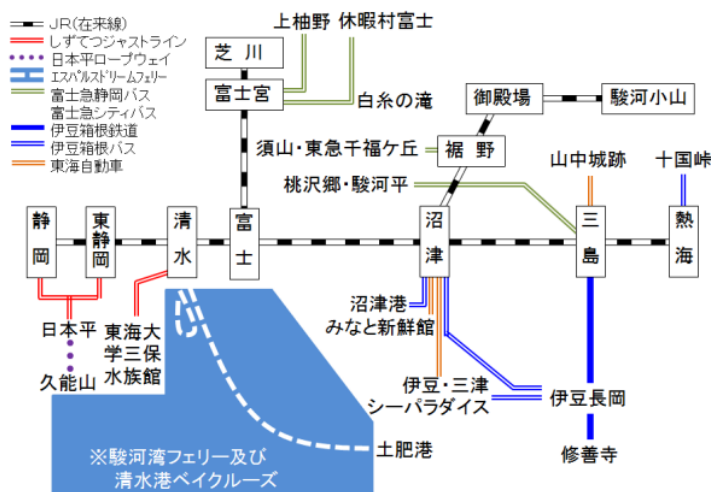 JR(在来線)
しずてつジャストライン
日本平ロープウェイ
エスパルスドリームフェリー
富士急静岡バス
富士急シティバス
伊豆箱根鉄道
伊豆箱根バス
東海自動車
上柚野
休暇村富士
芝川
富士宮
白糸の滝
御殿場
駿河小山
須山・東急千福ケ丘
裾野
山中城跡
十国峠
桃沢郷・駿河平
静岡
東静岡
清水
富士
沼津
三島
熱海
日本平
久能山
東海大
学三保
水族館
沼津港
みなと新鮮館
伊豆・三津
シーパラダイス
伊豆長岡
修善寺
土肥港
※駿河湾フェリー及び
清水港ベイクルーズ